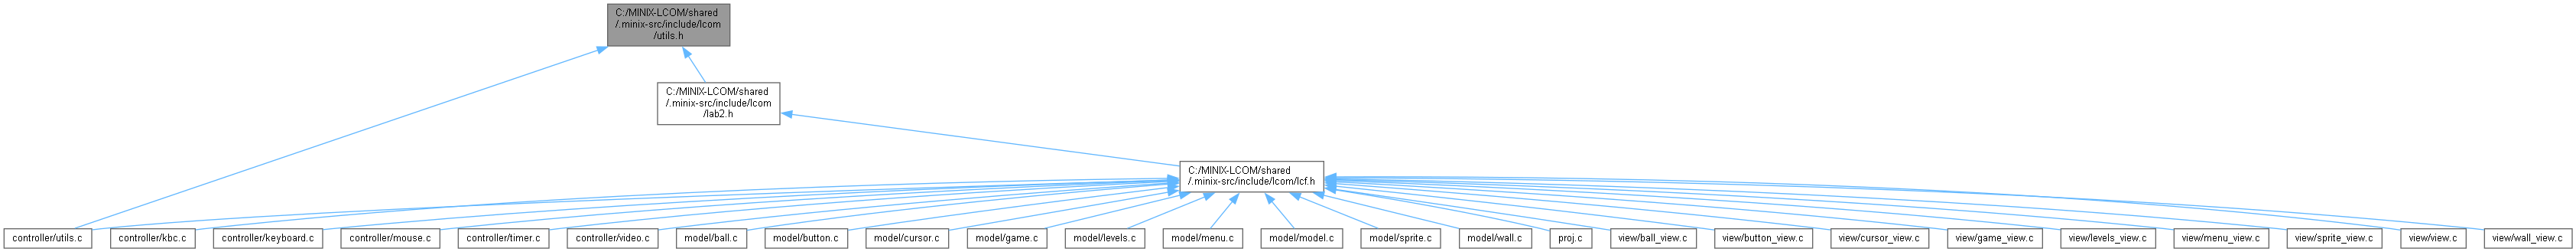 C:/MINIX-LCOM/shared
/.minix-src/include/lcom
/utils.h
C:/MINIX-LCOM/shared
/.minix-src/include/lcom
/lab2.h
C:/MINIX-LCOM/shared
/.minix-src/include/lcom/lcf.h
controller/utils.c
controller/kbc.c
controller/keyboard.c
controller/mouse.c
controller/timer.c
controller/video.c
model/ball.c
model/button.c
model/cursor.c
model/game.c
model/levels.c
model/menu.c
model/model.c
model/sprite.c
model/wall.c
proj.c
view/ball_view.c
view/button_view.c
view/cursor_view.c
view/game_view.c
view/levels_view.c
view/menu_view.c
view/sprite_view.c
view/view.c
view/wall_view.c